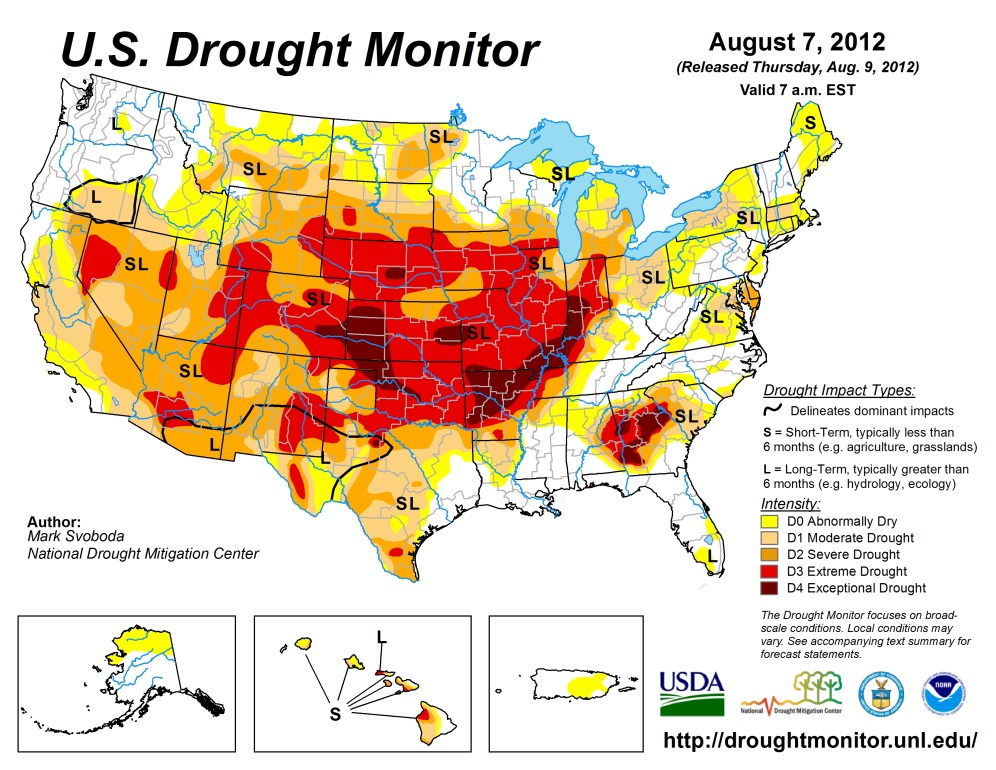 U.S. Drought Monitor
August 7, 2012
(Released Thursday, Aug. 9, 2012)
Valid 7 a.m. EST
L
SL
S
SL
SL
L
SL
SL
SL
SL
SL
SL
SL
SL
SL
L
L
SL
L
Drought Impact Types:
Delineates dominant impacts
S = Short-Term, typically less than
6 months (e.g. agriculture, grasslands)
L = Long-Term, typically greater than
6 months (e.g. hydrology, ecology)
Intensity:
D0 Abnormally Dry
D1 Moderate Drought
D2 Severe Drought
D3 Extreme Drought
D4 Exceptional Drought
Author:
Mark Svoboda
National Drought Mitigation Center
The Drought Monitor focuses on broad-
scale conditions. Local conditions may
vary. See accompanying text summary for
forecast statements.
L
S
USDA
National Drought Mitigation Center
NOAA
http://droughtmonitor.unl.edu/